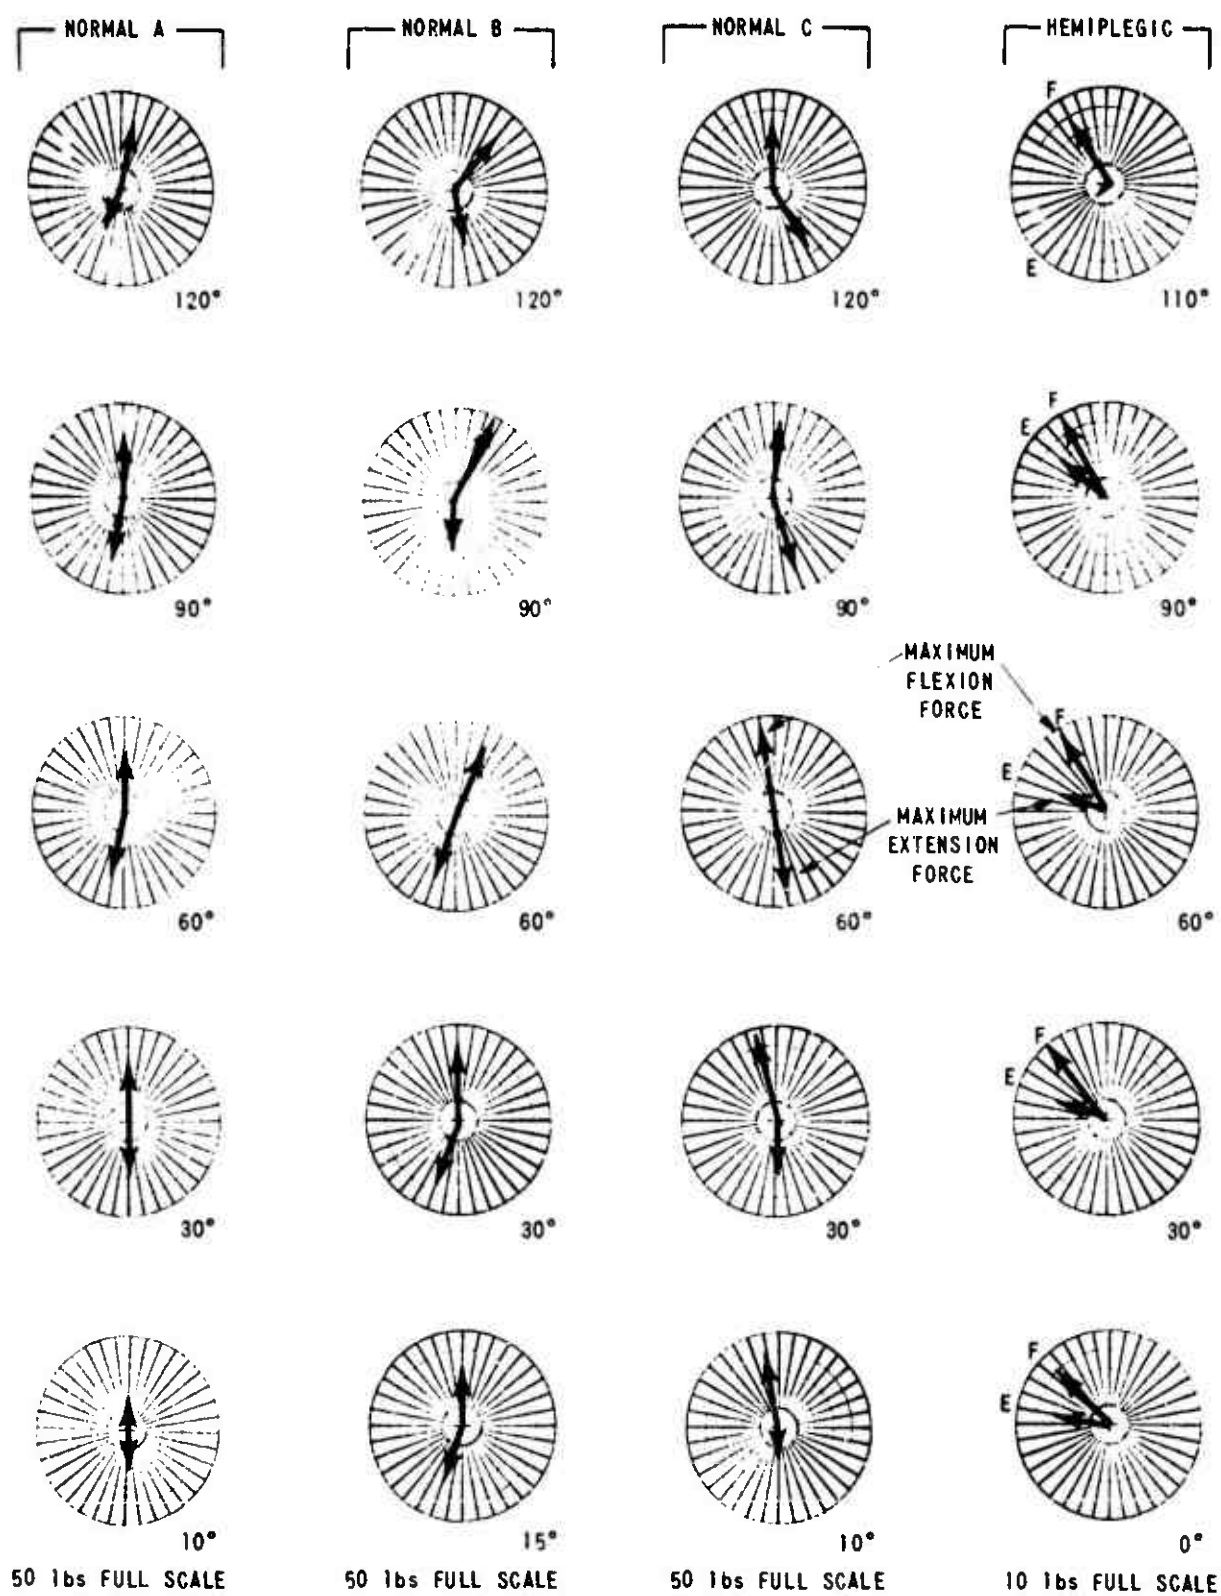 NORMAL A NORMAL B NORMAL C HEMIPLEGIC
F
E
120° 120° 120° 110°
F
E
90° 90° 90° 90°
MAXIMUM
FLEXION
FORCE
F
E
MAXIMUM
EXTENSION
FORCE
60° 60° 60° 60°
F
E
30° 30° 30° 30°
F
E
10° 15° 10° 0°
50 lbs FULL SCALE 50 lbs FULL SCALE 50 lbs FULL SCALE 10 lbs FULL SCALE